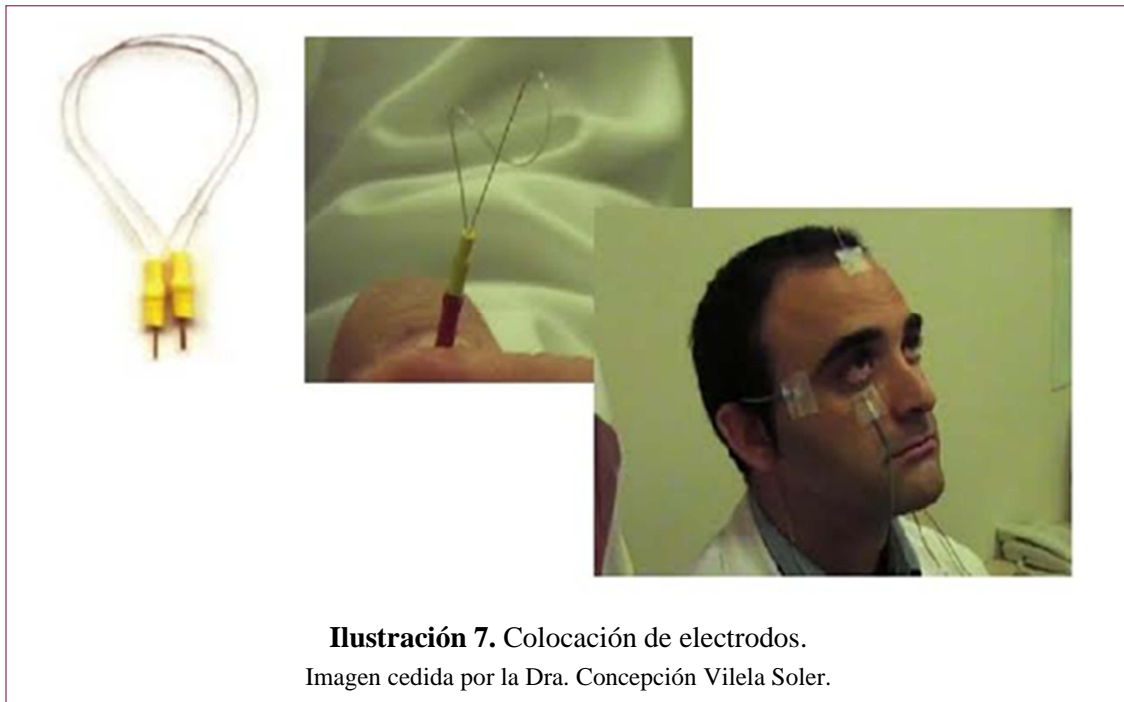 Ilustración 7. Colocación de electrodos.
Imagen cedida por la Dra. Concepción Vilela Soler.